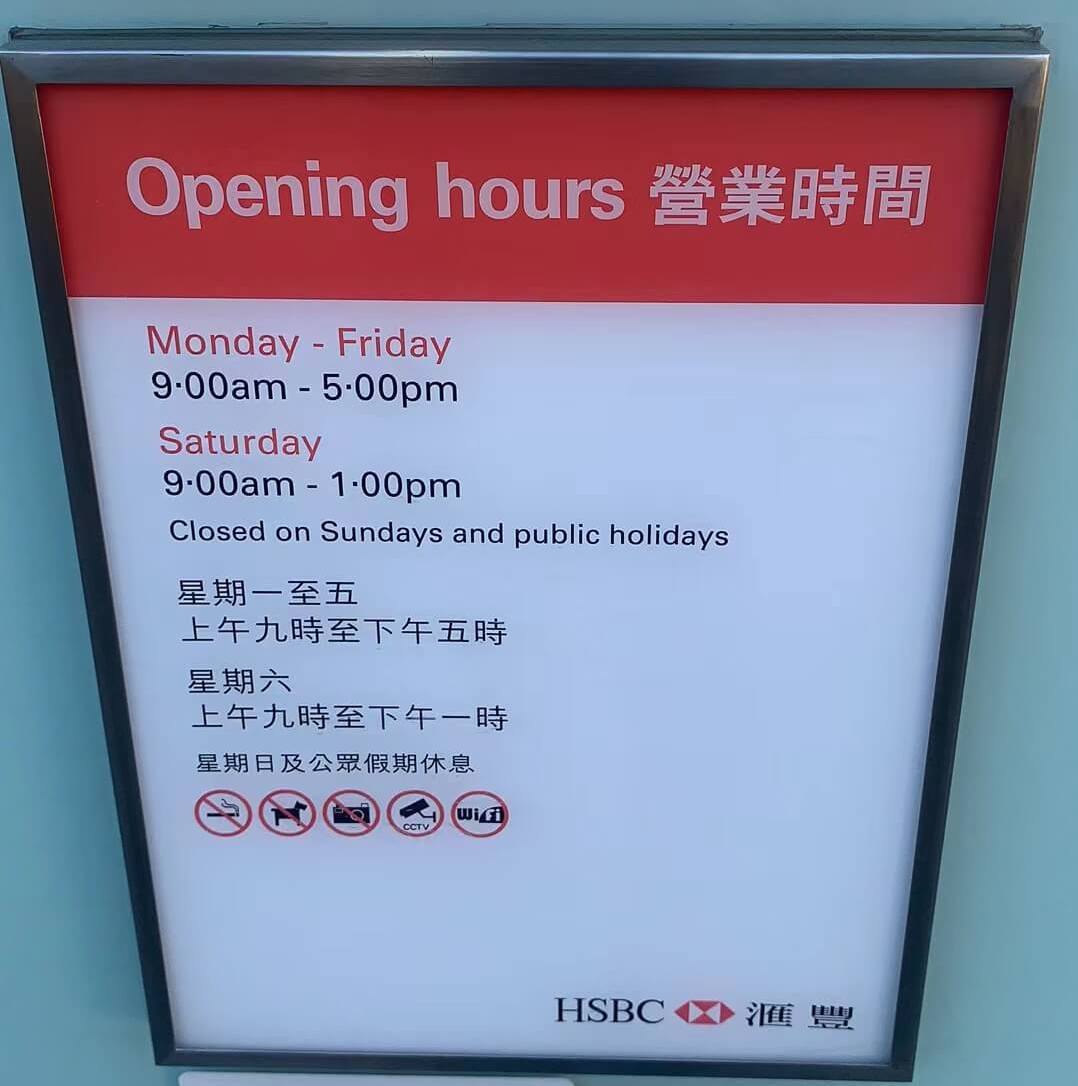 Opening hours 營業時間
Monday - Friday
9·00am - 5·00pm
Saturday
9·00am - 1·00pm
Closed on Sundays and public holidays
星期一至五
上午九時至下午五時
星期六
上午九時至下午一時
星期日及公眾假期休息
CCTV
WiFi
HSBC 滙豐